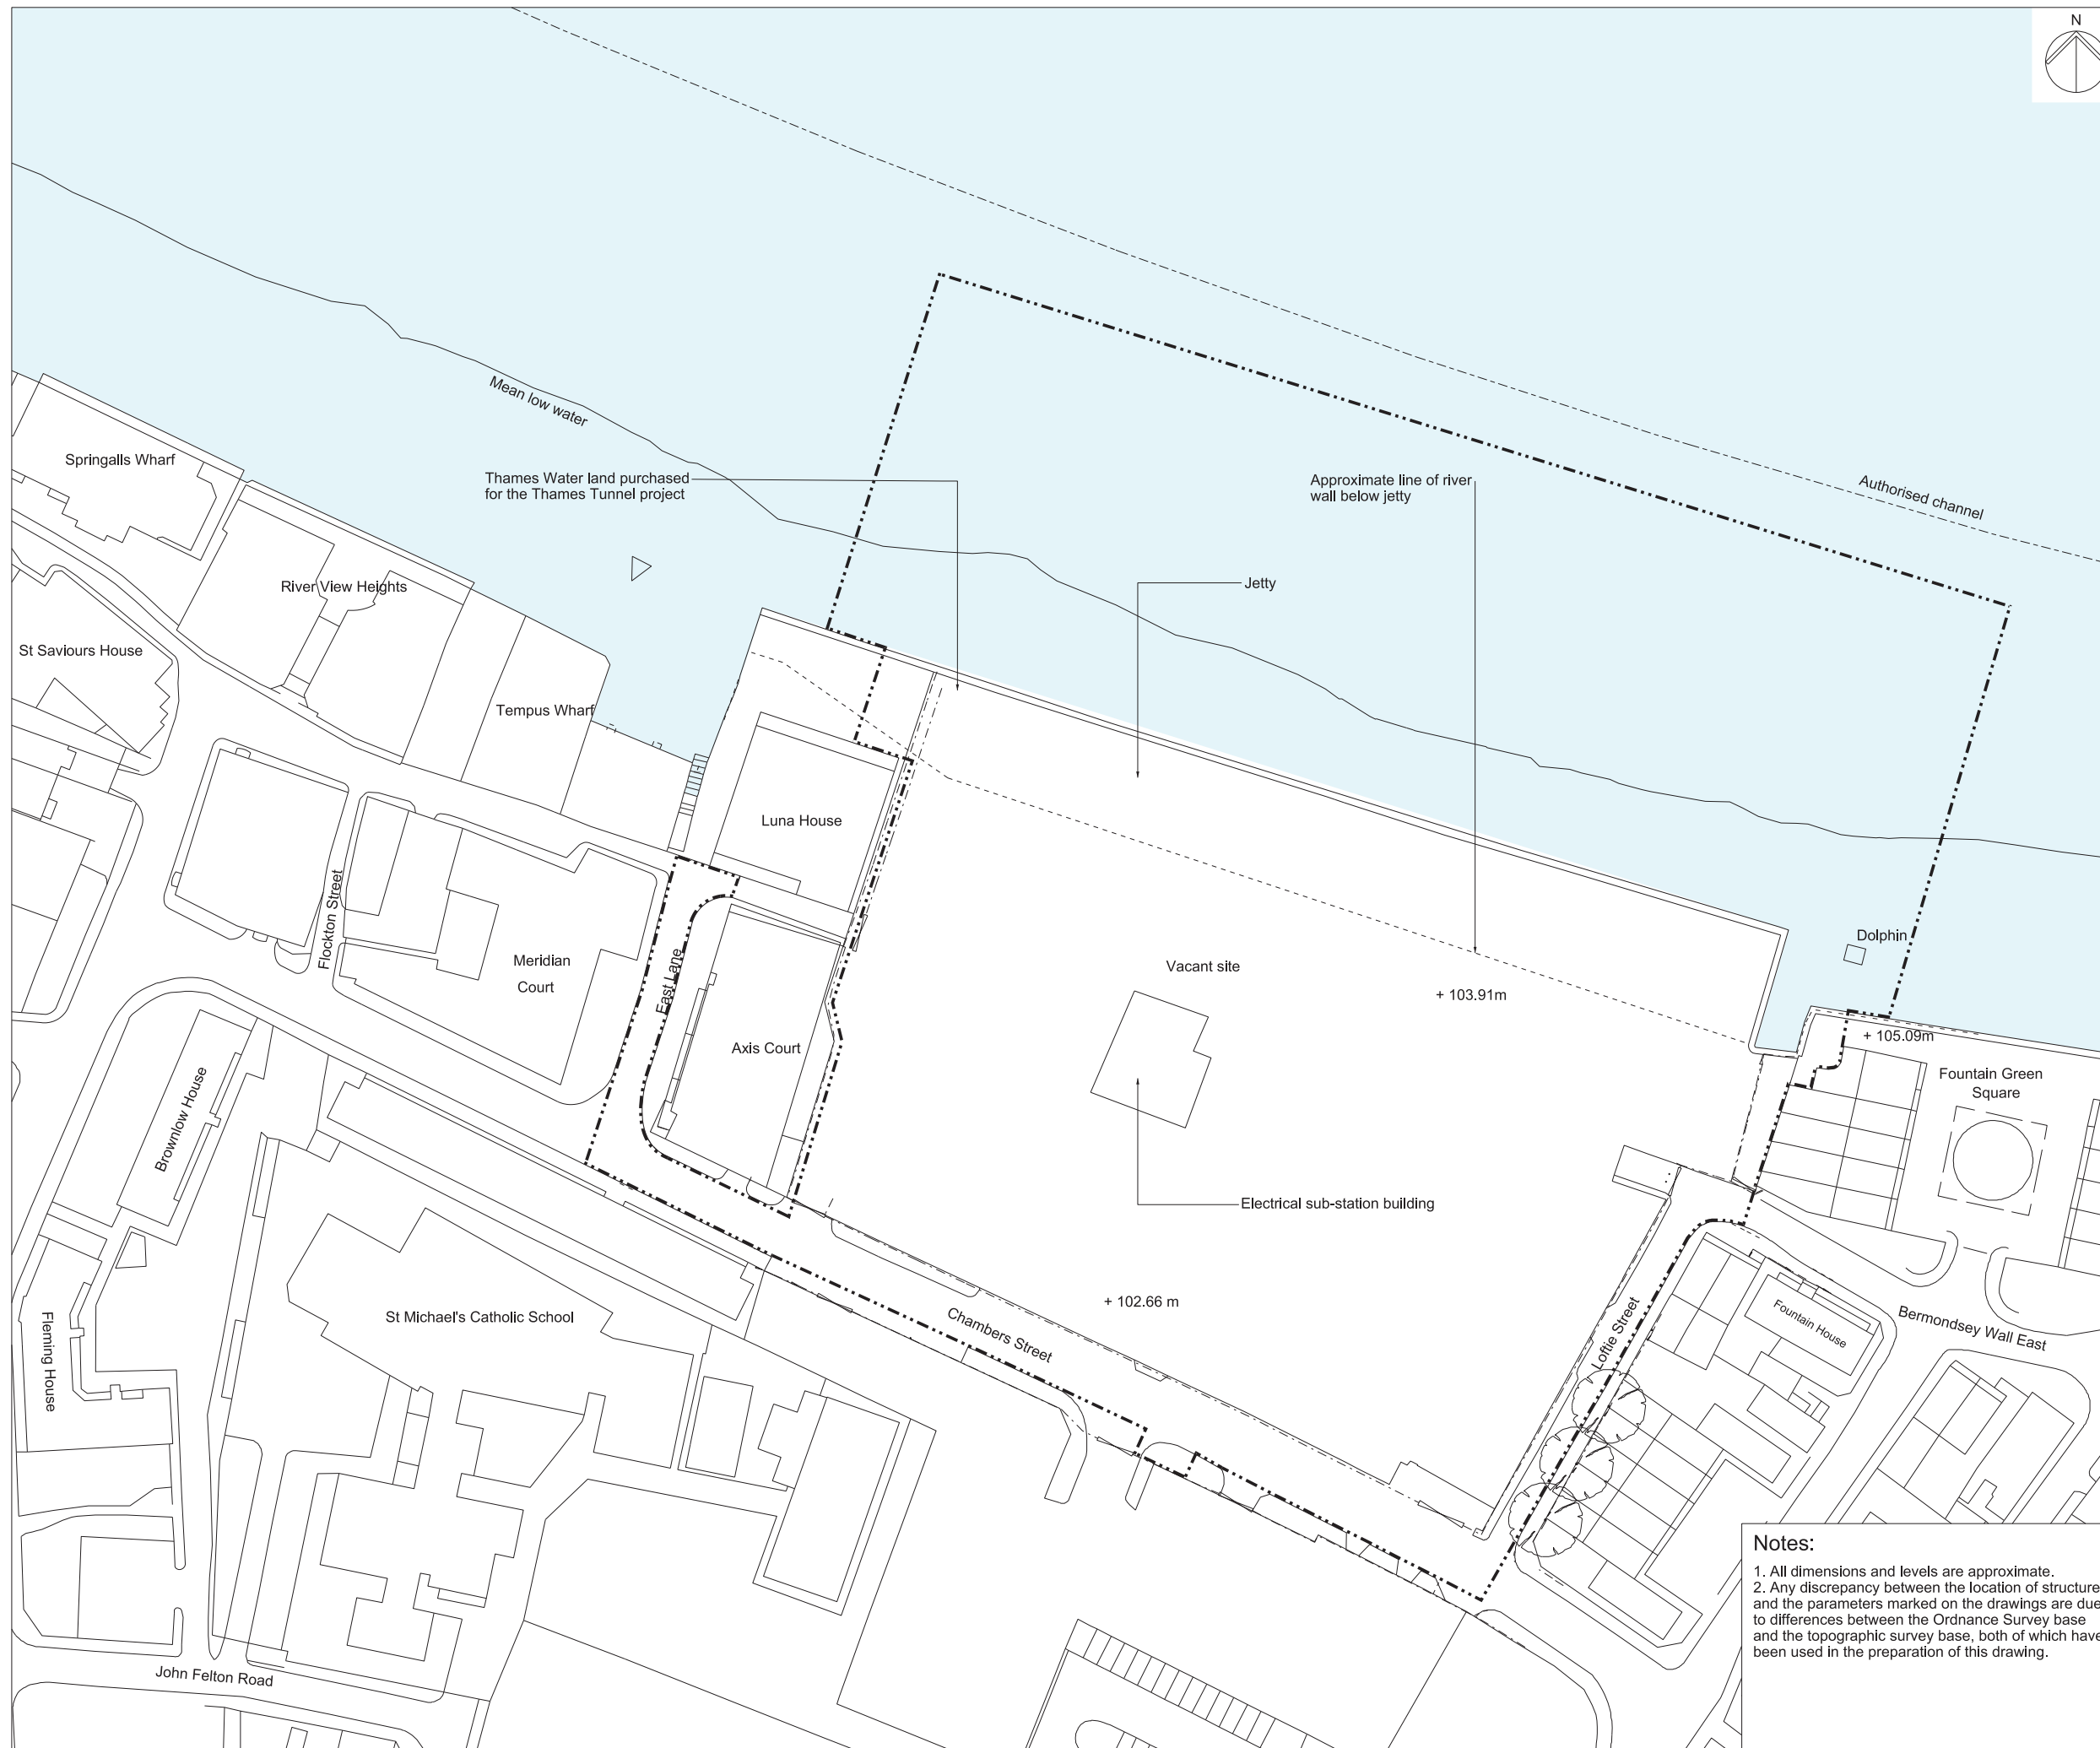 N
Mean low water
Springalls Wharf
Thames Water land purchased
for the Thames Tunnel project
Approximate line of river
wall below jetty
Authorised channel
River View Heights
Jetty
St Saviours House
Tempus Wharf
Luna House
Flockton Street
Meridian
Court
East Lane
Axis Court
Vacant site
+ 103.91m
Dolphin
+ 105.09m
Fountain Green
Square
Brownlow House
Electrical sub-station building
St Michael's Catholic School
Fleming House
+ 102.66 m
Chambers Street
Loftie Street
Fountain House
Bermondsey Wall East
John Felton Road
Notes:
1. All dimensions and levels are approximate.
2. Any discrepancy between the location of structure
and the parameters marked on the drawings are due
to differences between the Ordnance Survey base
and the topographic survey base, both of which have
been used in the preparation of this drawing.